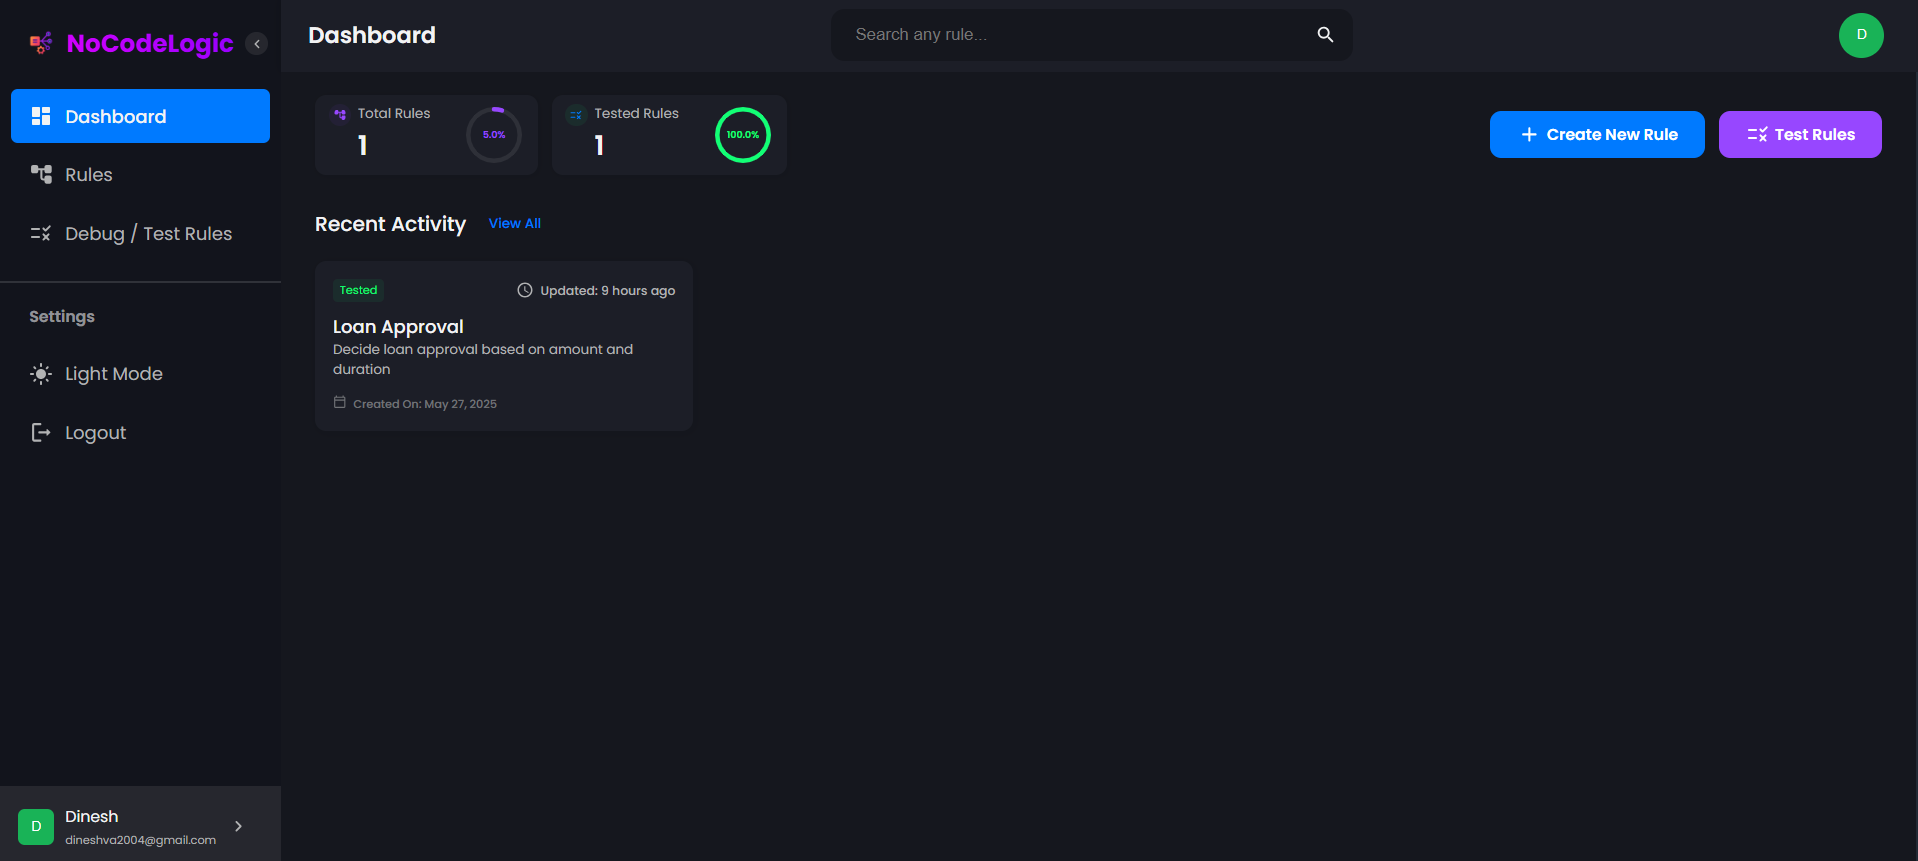 NoCodeLogic
Dashboard
Rules
Debug / Test Rules
Settings
Light Mode
Logout
D
Dinesh
dineshva2004@gmail.com
Dashboard
Search any rule...
D
Total Rules
1
5.0%
Tested Rules
1
100.0%
Create New Rule
Test Rules
Recent Activity View All
Tested
Updated: 9 hours ago
Loan Approval
Decide loan approval based on amount and
duration
Created On: May 27, 2025